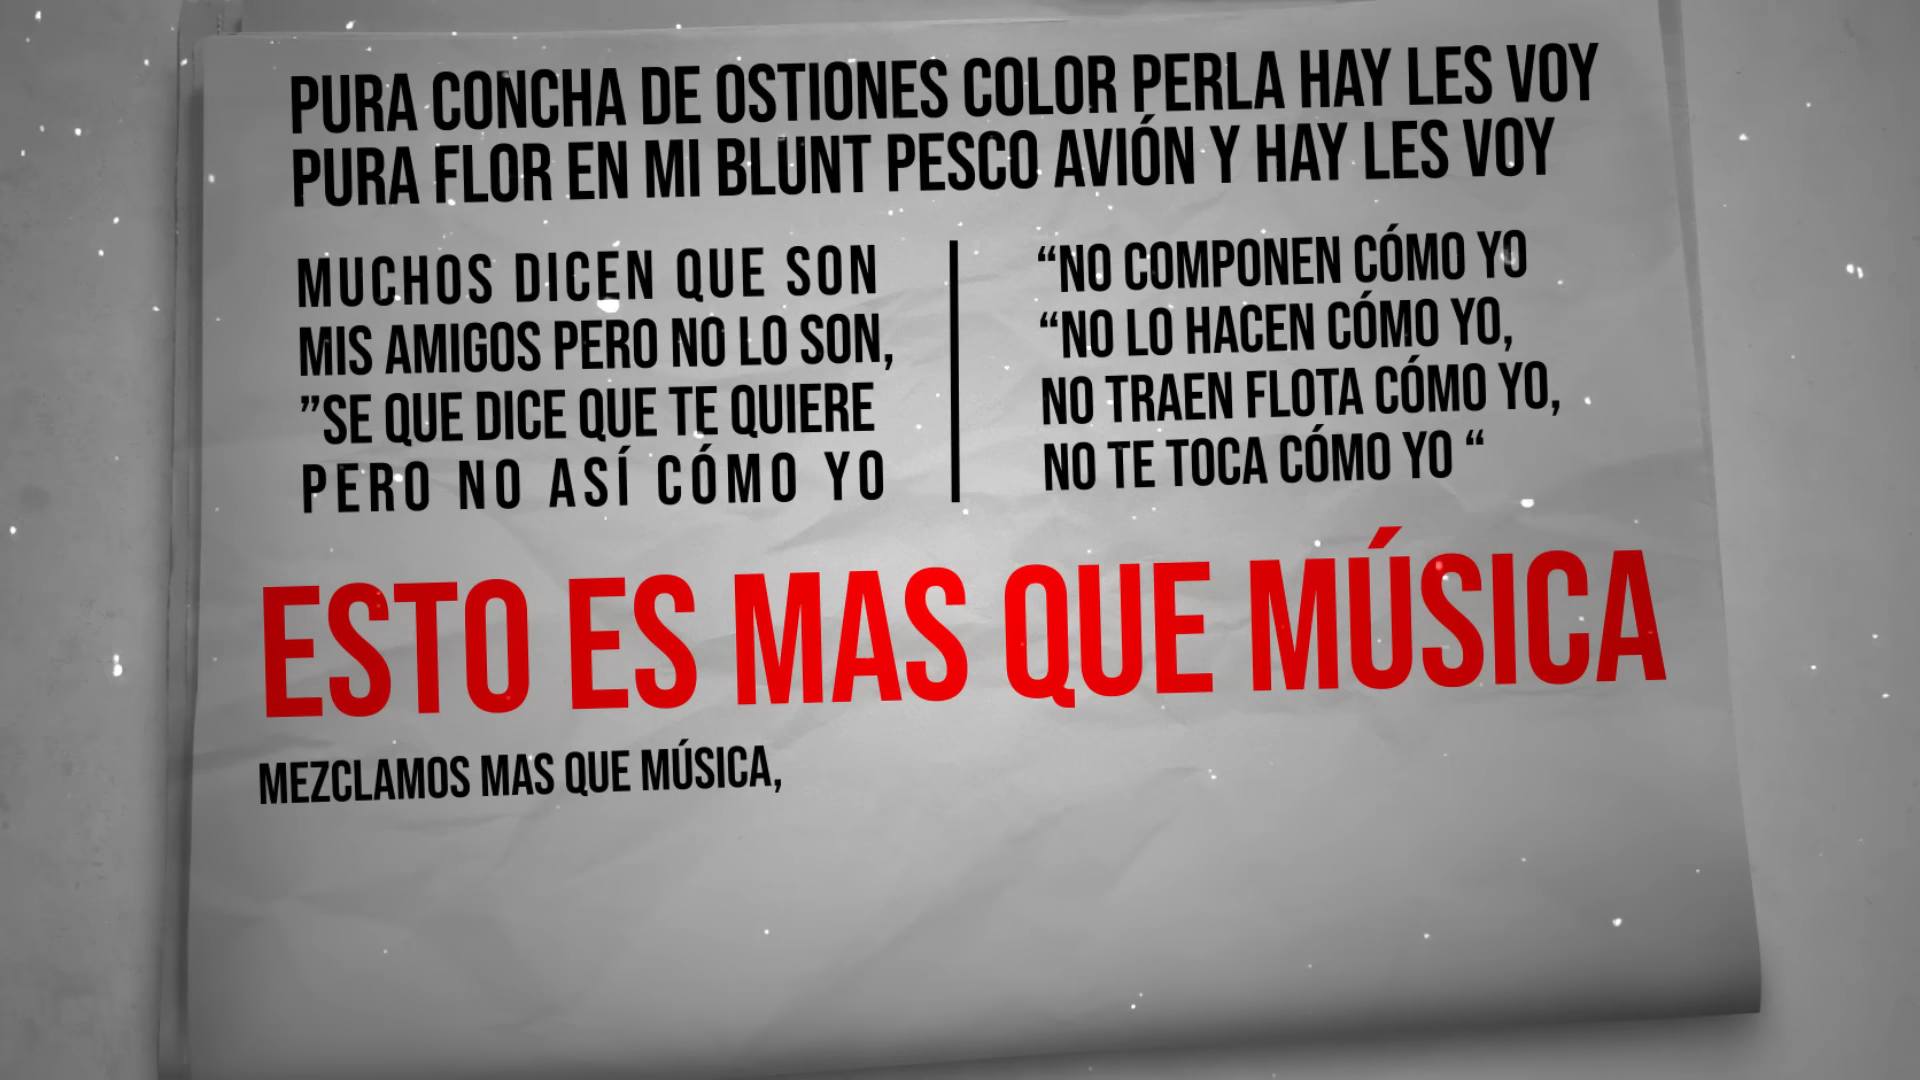 PURA CONCHA DE OSTIONES COLOR PERLA HAY LES VOY
PURA FLOR EN MI BLUNT PESCO AVIÓN Y HAY LES VOY
MUCHOS DICEN QUE SON
MIS AMIGOS PERO NO LO SON,
”SE QUE DICE QUE TE QUIERE
PERO NO ASÍ CÓMO YO
“NO COMPONEN CÓMO YO
“NO LO HACEN CÓMO YO,
NO TRAEN FLOTA CÓMO YO,
NO TE TOCA CÓMO YO “
ESTO ES MAS QUE MÚSICA
MEZCLAMOS MAS QUE MÚSICA,